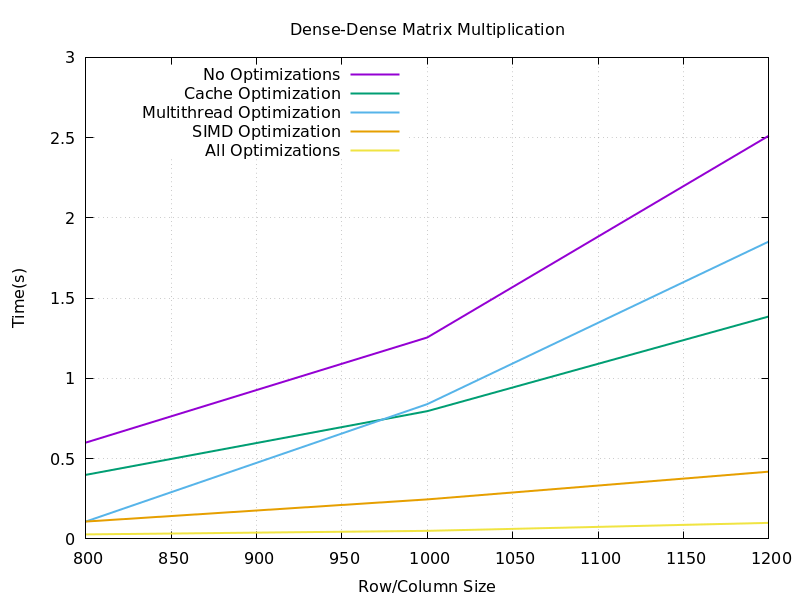 Dense-Dense Matrix Multiplication
3
2.5
2
1.5
1
0.5
0
Time(s)
No Optimizations
Cache Optimization
Multithread Optimization
SIMD Optimization
All Optimizations
800 850 900 950 1000 1050 1100 1150 1200
Row/Column Size